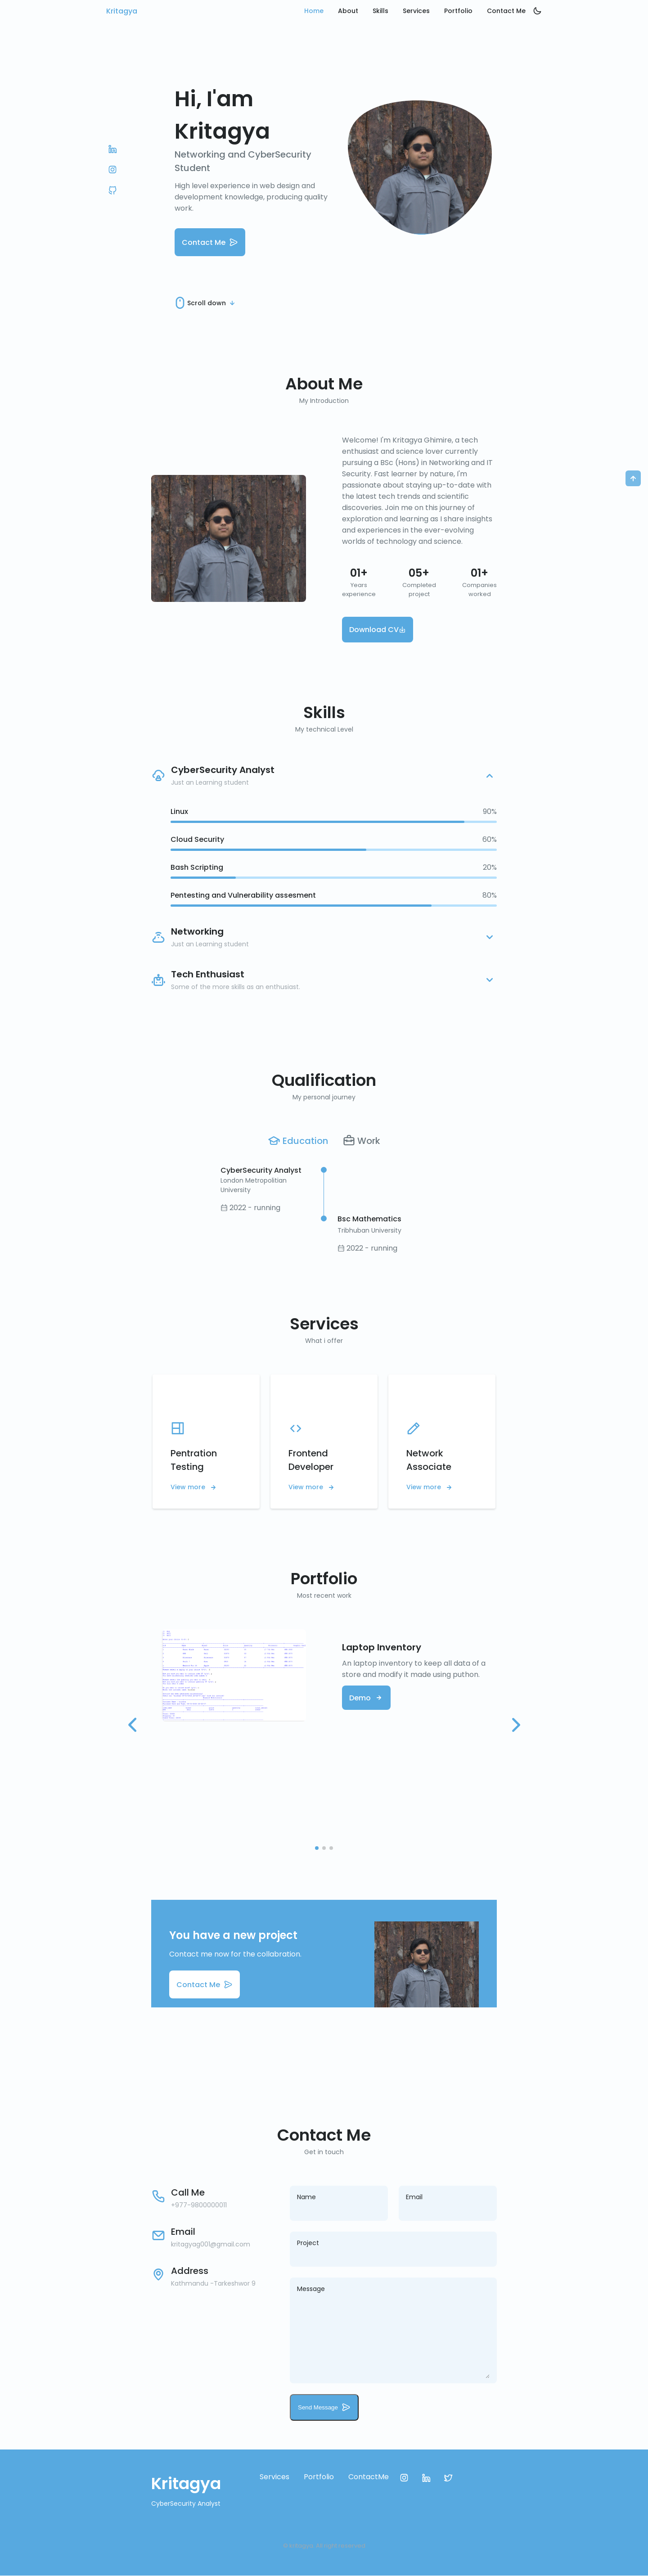 Kritagya
Home About Skills Services Portfolio Contact Me
Hi, I'am
Kritagya
Networking and CyberSecurity
Student
High level experience in web design and
development knowledge, producing quality
work.
Contact Me
Scroll down
About Me
My Introduction
Welcome! I'm Kritagya Ghimire, a tech
enthusiast and science lover currently
pursuing a BSc (Hons) in Networking and IT
Security. Fast learner by nature, I'm
passionate about staying up-to-date with
the latest tech trends and scientific
discoveries. Join me on this journey of
exploration and learning as I share insights
and experiences in the ever-evolving
worlds of technology and science.
01+ 05+ 01+
Years Completed Companies
experience project worked
Download CV
Skills
My technical Level
CyberSecurity Analyst
Just an Learning student
Linux 90%
Cloud Security 60%
Bash Scripting 20%
Pentesting and Vulnerability assesment 80%
Networking
Just an Learning student
Tech Enthusiast
Some of the more skills as an enthusiast.
Qualification
My personal journey
Education Work
CyberSecurity Analyst
London Metropolitian
University
2022 - running
Bsc Mathematics
Tribhuban University
2022 - running
Services
What I offer
Pentration
Testing
View more
Frontend
Developer
View more
Network
Associate
View more
Portfolio
Most recent work
Laptop Inventory
An laptop inventory to keep all data of a
store and modify it made using python.
Demo
You have a new project
Contact me now for the collabration.
Contact Me
Contact Me
Get in touch
Call Me
+977-9800000011
Email
kritagyag001@gmail.com
Address
Kathmandu -Tarkeshwor 9
Name Email
Project
Message
Send Message
Kritagya
CyberSecurity Analyst
Services Portfolio ContactMe